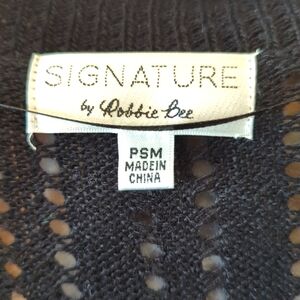 SIGNATURE
by Robbie Bee
PSM
MADE IN
CHINA